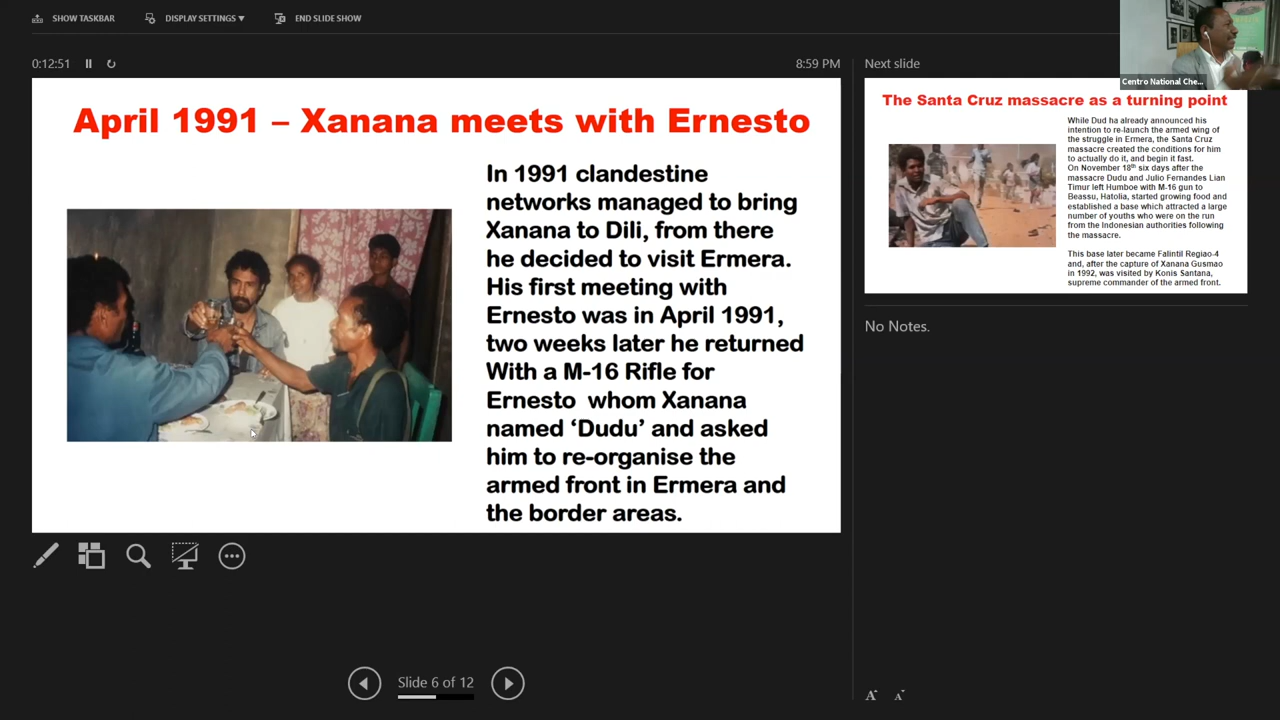 SHOW TASKBAR
DISPLAY SETTINGS ▼
END SLIDE SHOW
0:12:51
8:59 PM
April 1991 – Xanana meets with Ernesto
In 1991 clandestine
networks managed to bring
Xanana to Dili, from there
he decided to visit Ermera.
His first meeting with
Ernesto was in April 1991,
two weeks later he returned
With a M-16 Rifle for
Ernesto whom Xanana
named ‘Dudu’ and asked
him to re-organise the
armed front in Ermera and
the border areas.
Slide 6 of 12
Centro National Che...
Next slide
The Santa Cruz massacre as a turning point
While Dud ha already announced his
intention to re-launch the armed wing of
the struggle in Ermera, the Santa Cruz
massacre created the conditions for him
to actually do it, and begin it fast.
On November 18th six days after the
massacre Dudu and Julio Fernandes Lian
Timur left Humboe with M-16 gun to
Beassu, Hatolia, started growing food and
established a base which attracted a large
number of youths who were on the run
from the Indonesian authorities following
the massacre.
This base later became Falintil Regiao-4
and, after the capture of Xanana Gusmao
in 1992, was visited by Konis Santana,
supreme commander of the armed front.
No Notes.
A A